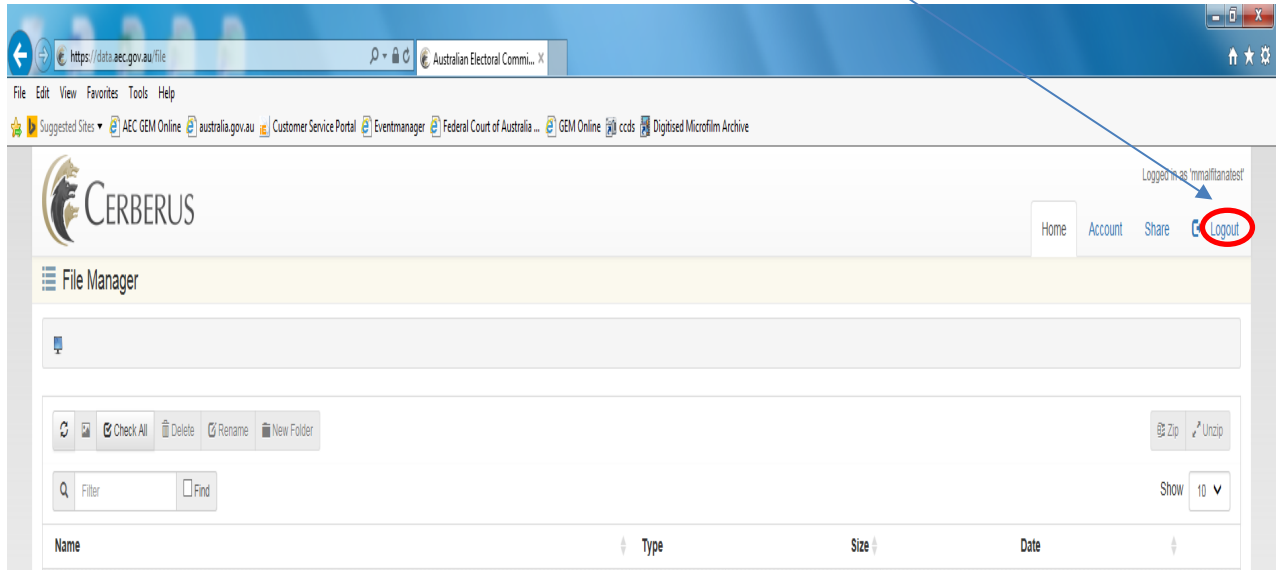 https://data.aec.gov.au/file
Australian Electoral Commi... X
File Edit View Favorites Tools Help
Suggested Sites ▾ AEC GEM Online australia.gov.au Customer Service Portal Eventmanager Federal Court of Australia ... GEM Online ccds Digitised Microfilm Archive
Logged in as 'mmalfitanatest'
CERBERUS
Home Account Share Logout
File Manager
Check All Delete Rename New Folder Zip Unzip
Filter Find Show 10
Name Type Size Date